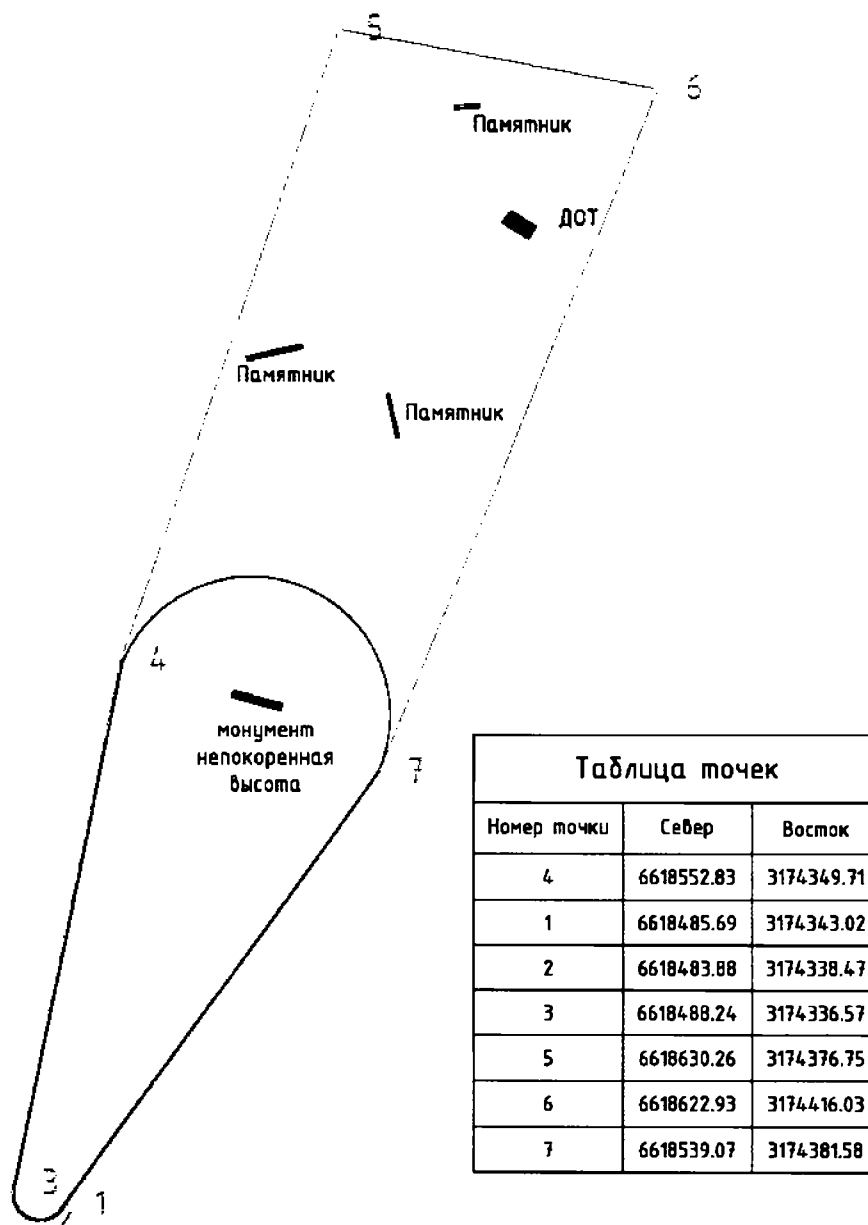 5
6
Памятник
ДОТ
Памятник
Памятник
4
монумент
непокоренная
высота
7
Таблица точек
Номер точки Север Восток
4 6618552.83 3174349.71
1 6618485.69 3174343.02
2 6618483.88 3174338.47
3 6618488.24 3174336.57
5 6618630.26 3174376.75
6 6618622.93 3174416.03
7 6618539.07 3174381.58
3
1